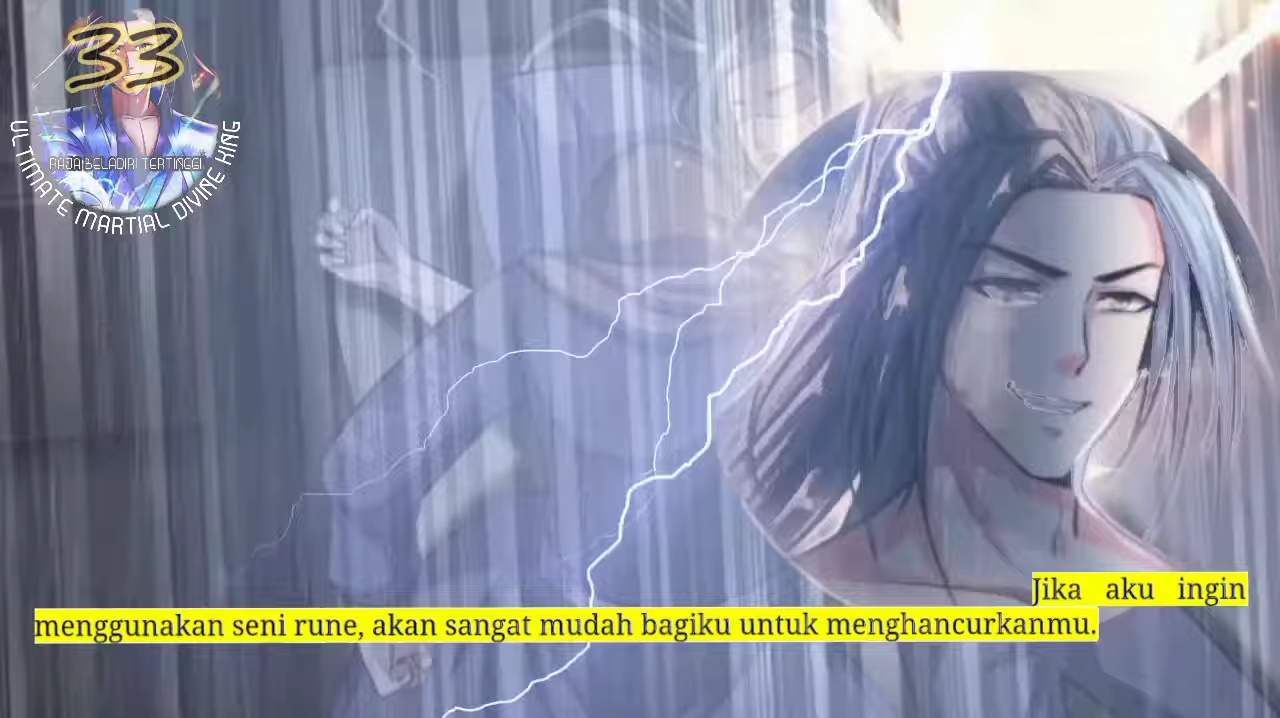 33
RAJA BELADIRI TERTINGGI
ULTIMATE MARTIAL DIVINE KING
Jika aku ingin
menggunakan seni rune, akan sangat mudah bagiku untuk menghancurkanmu.